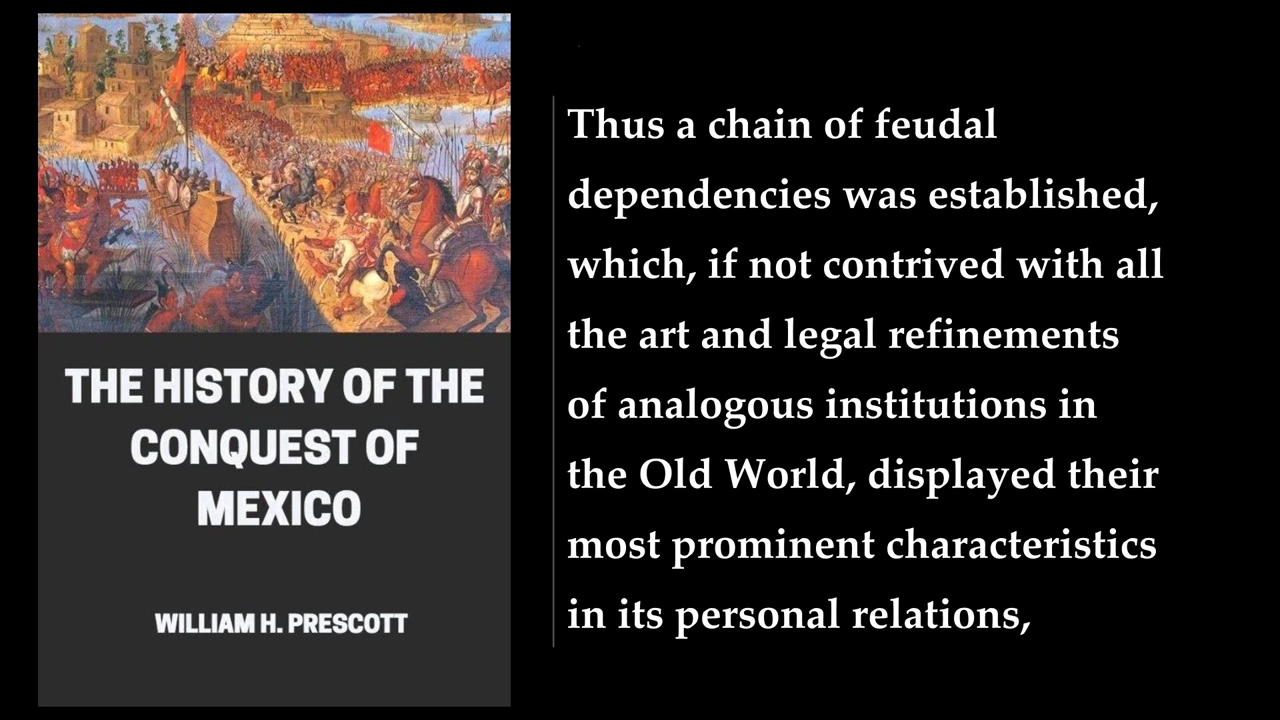 THE HISTORY OF THE
CONQUEST OF
MEXICO
WILLIAM H. PRESCOTT
Thus a chain of feudal
dependencies was established,
which, if not contrived with all
the art and legal refinements
of analogous institutions in
the Old World, displayed their
most prominent characteristics
in its personal relations,